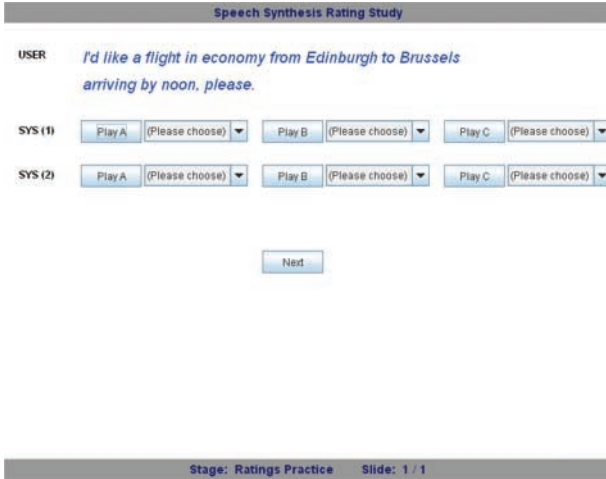 Speech Synthesis Rating Study
USER I'd like a flight in economy from Edinburgh to Brussels
arriving by noon, please.
SYS (1) Play A (Please choose) Play B (Please choose) Play C (Please choose)
SYS (2) Play A (Please choose) Play B (Please choose) Play C (Please choose)
Next
Stage: Ratings Practice Slide: 1 / 1